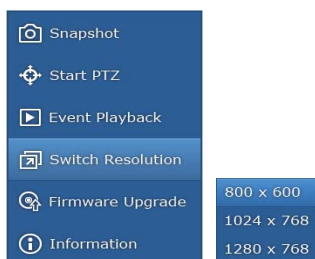 Snapshot
Start PTZ
Event Playback
Switch Resolution
Firmware Upgrade
Information
800 x 600
1024 x 768
1280 x 768